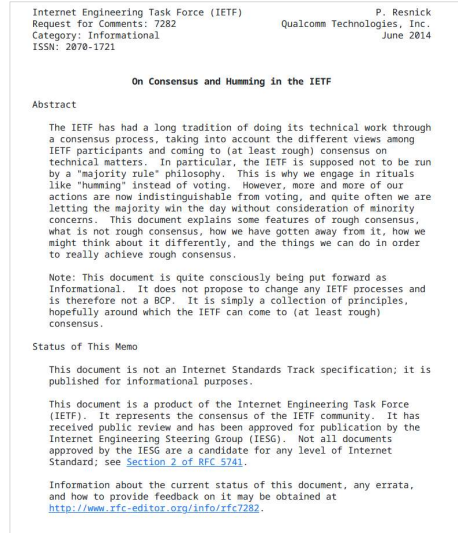 Internet Engineering Task Force (IETF) P. Resnick
Request for Comments: 7282 Qualcomm Technologies, Inc.
Category: Informational June 2014
ISSN: 2070-1721
On Consensus and Humming in the IETF
Abstract
The IETF has had a long tradition of doing its technical work through
a consensus process, taking into account the different views among
IETF participants and coming to (at least rough) consensus on
technical matters. In particular, the IETF is supposed not to be run
by a "majority rule" philosophy. This is why we engage in rituals
like "humming" instead of voting. However, more and more of our
actions are now indistinguishable from voting, and quite often we are
letting the majority win the day without consideration of minority
concerns. This document explains some features of rough consensus,
what is not rough consensus, how we have gotten away from it, how we
might think about it differently, and the things we can do in order
to really achieve rough consensus.
Note: This document is quite consciously being put forward as
Informational. It does not propose to change any IETF processes and
is therefore not a BCP. It is simply a collection of principles,
hopefully around which the IETF can come to (at least rough)
consensus.
Status of This Memo
This document is not an Internet Standards Track specification; it is
published for informational purposes.
This document is a product of the Internet Engineering Task Force
(IETF). It represents the consensus of the IETF community. It has
received public review and has been approved for publication by the
Internet Engineering Steering Group (IESG). Not all documents
approved by the IESG are a candidate for any level of Internet
Standard; see Section 2 of RFC 5741.
Information about the current status of this document, any errata,
and how to provide feedback on it may be obtained at
http://www.rfc-editor.org/info/rfc7282.